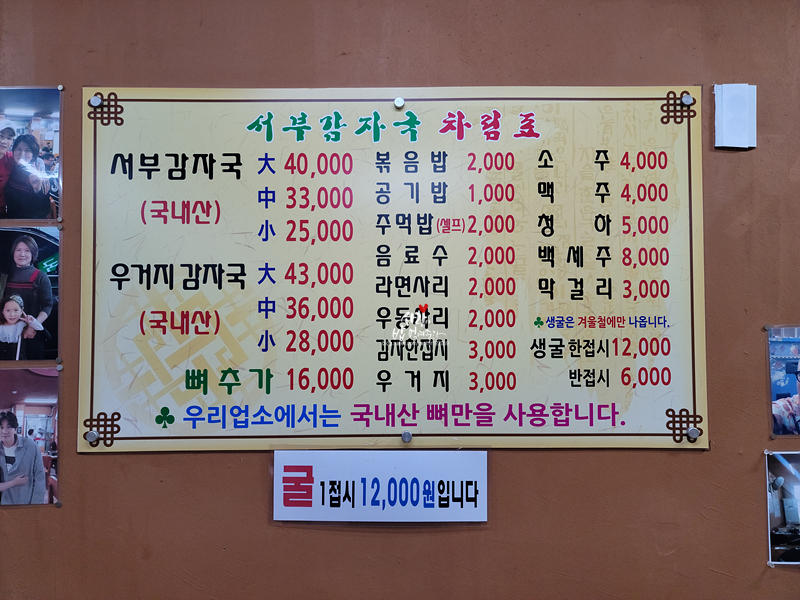 서부감자국 차림표
서부감자국 大 40,000
(국내산) 中 33,000
小 25,000
우거지감자국 大 43,000
(국내산) 中 36,000
小 28,000
뼈추가 16,000
볶음밥 2,000
공기밥 1,000
주먹밥(셀프) 2,000
음료수 2,000
라면사리 2,000
우동사리 2,000
감자한접시 3,000
우거지 3,000
소주 4,000
맥주 4,000
청하 5,000
백세주 8,000
막걸리 3,000
♣생굴은 겨울철에만 나옵니다.
생굴 한접시 12,000
반접시 6,000
♣ 우리업소에서는 국내산 뼈만을 사용합니다.
굴 1접시 12,000원입니다